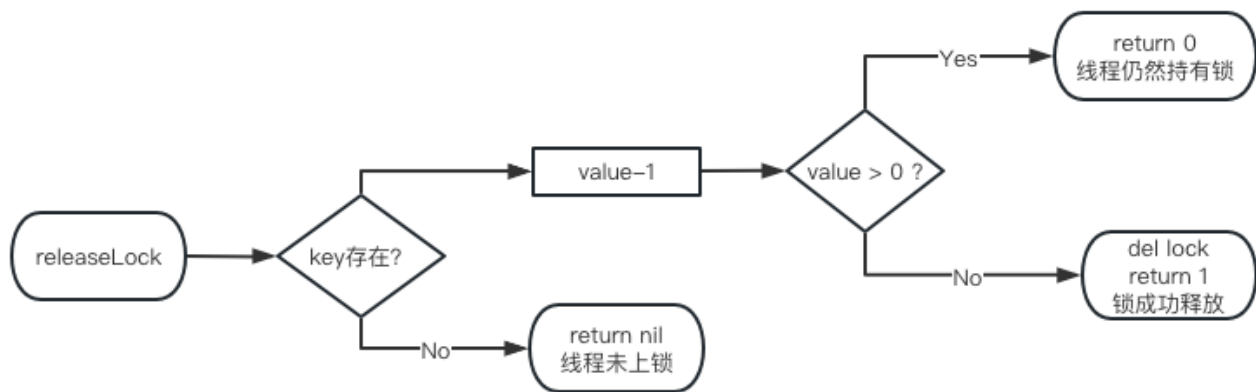 releaseLock
key存在?
value-1
value > 0 ?
Yes
return 0
线程仍然持有锁
No
del lock
return 1
锁成功释放
No
return nil
线程未上锁